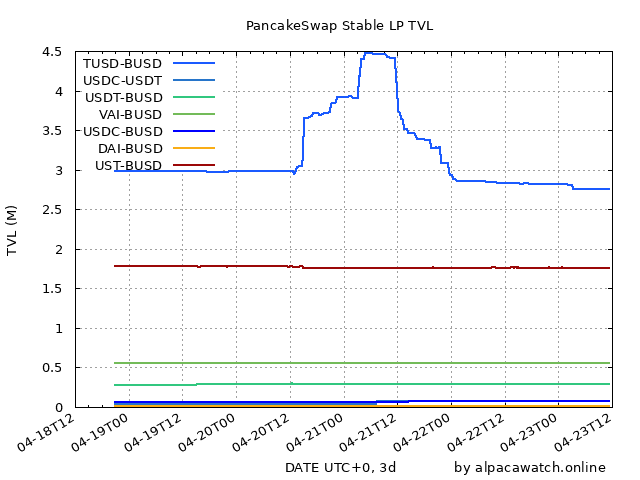 PancakeSwap Stable LP TVL
TUSD-BUSD
USDC-USDT
USDT-BUSD
VAI-BUSD
USDC-BUSD
DAI-BUSD
UST-BUSD
4.5
4
3.5
3
2.5
2
1.5
1
0.5
0
TVL (M)
04-18T12
04-19T00
04-19T12
04-20T00
04-20T12
04-21T00
04-21T12
04-22T00
04-22T12
04-23T00
04-23T12
DATE UTC+0, 3d
by alpacawatch.online